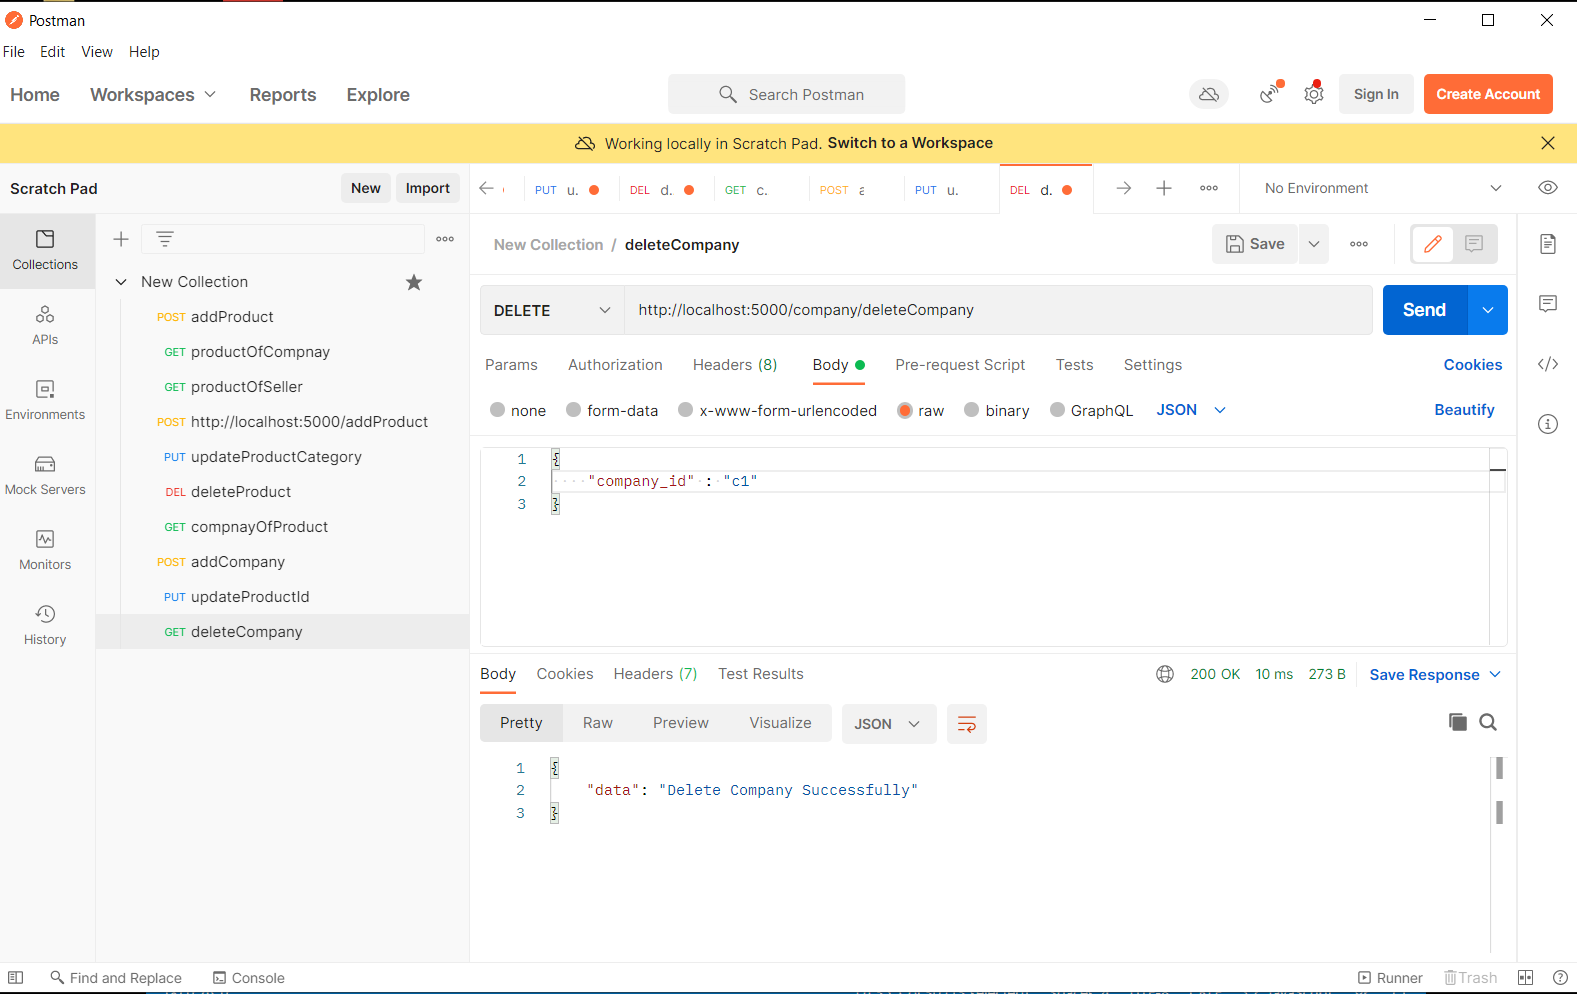 Postman
File Edit View Help
Home Workspaces Reports Explore Search Postman Sign In Create Account
Working locally in Scratch Pad. Switch to a Workspace
Scratch Pad New Import
PUT u. DEL d. GET c. POST PUT u. DEL d. No Environment
Collections
APIs
Environments
Mock Servers
Monitors
History
New Collection
POST addProduct
GET productOfCompnay
GET productOfSeller
POST http://localhost:5000/addProduct
PUT updateProductCategory
DEL deleteProduct
GET compnayOfProduct
POST addCompany
PUT updateProductId
GET deleteCompany
New Collection / deleteCompany Save
DELETE http://localhost:5000/company/deleteCompany Send
Params Authorization Headers (8) Body Pre-request Script Tests Settings Cookies
none form-data x-www-form-urlencoded raw binary GraphQL JSON Beautify
1 {
2 "company_id" : "c1"
3 }
Body Cookies Headers (7) Test Results 200 OK 10 ms 273 B Save Response
Pretty Raw Preview Visualize JSON
1 {
2 "data": "Delete Company Successfully"
3 }
Find and Replace Console Runner Trash